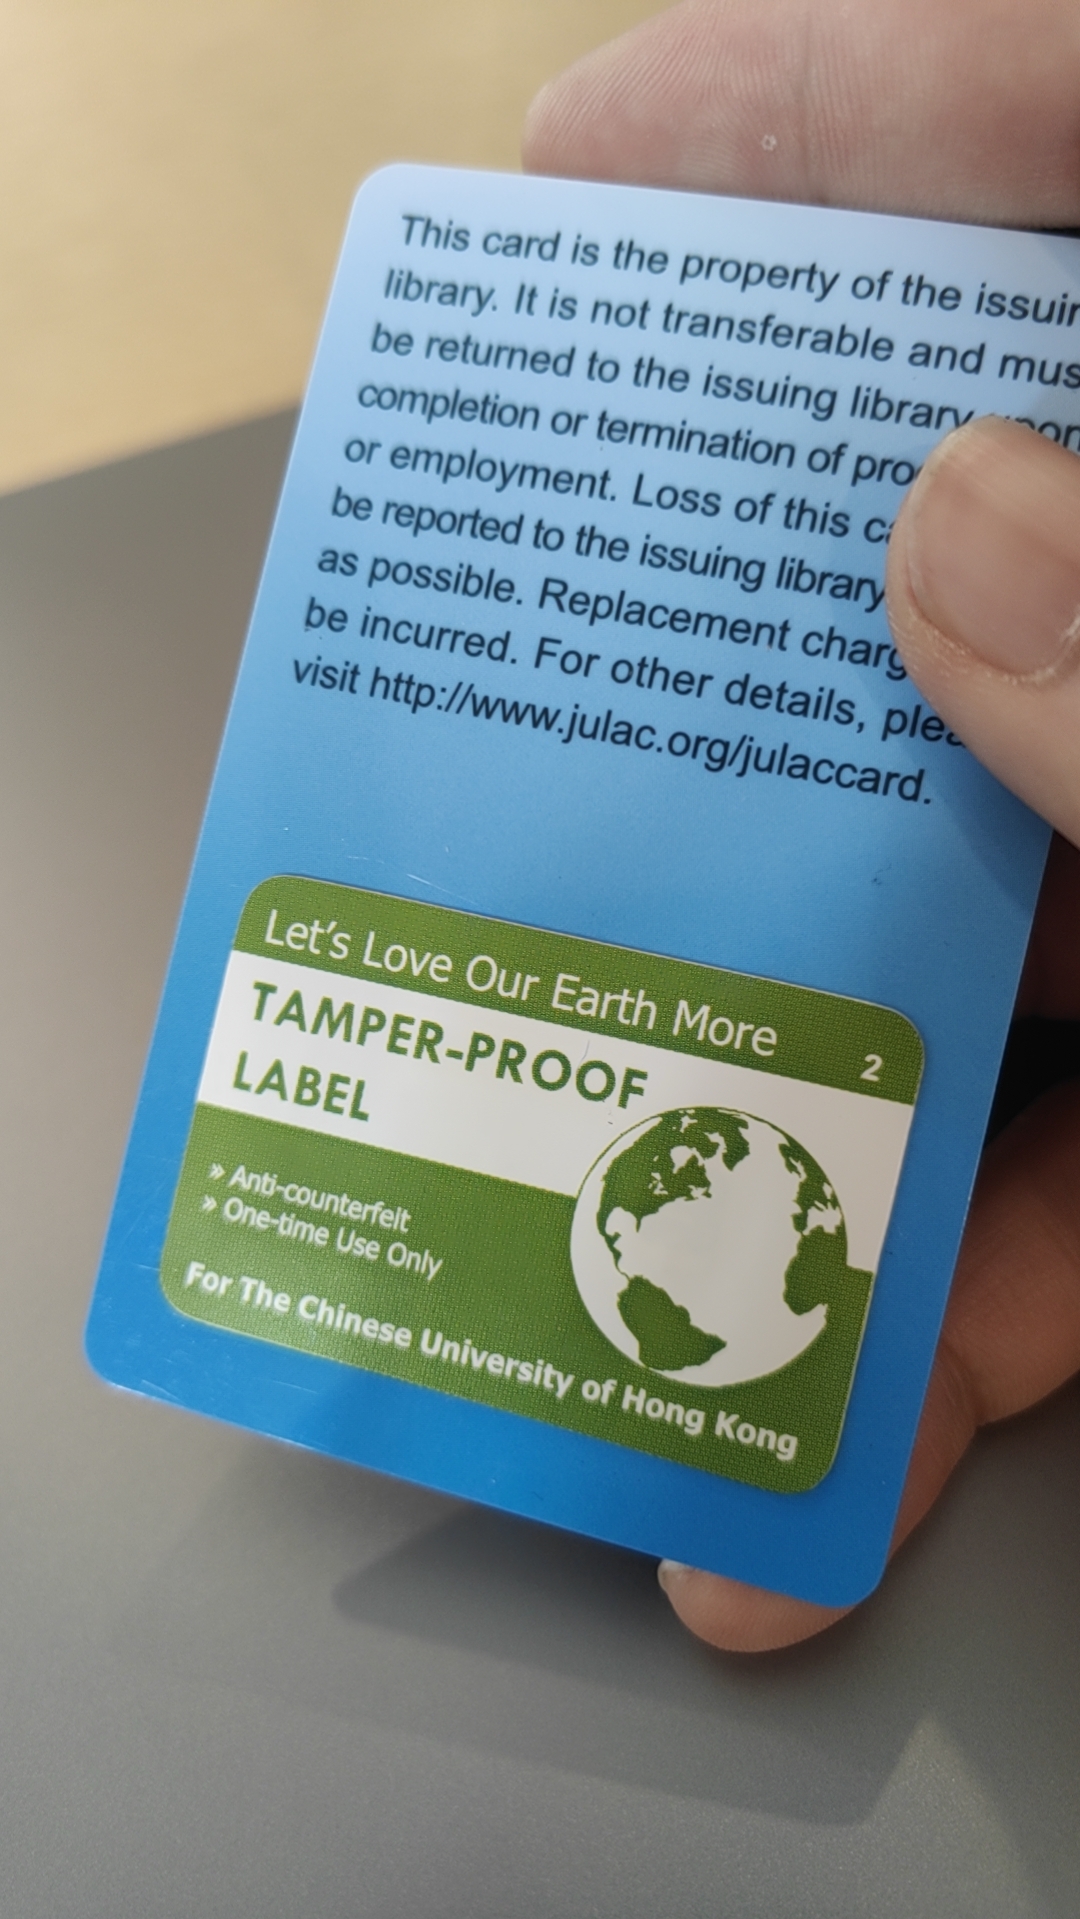 This card is the property of the issuin
library. It is not transferable and mus
be returned to the issuing library
completion or termination of pro
or employment. Loss of this
be reported to the issuing library
as possible. Replacement charg
be incurred. For other details, plea
visit http://www.julac.org/julaccard.
Let's Love Our Earth More 2
TAMPER-PROOF
LABEL
» Anti-counterfeit
» One-time Use Only
For The Chinese University of Hong Kong